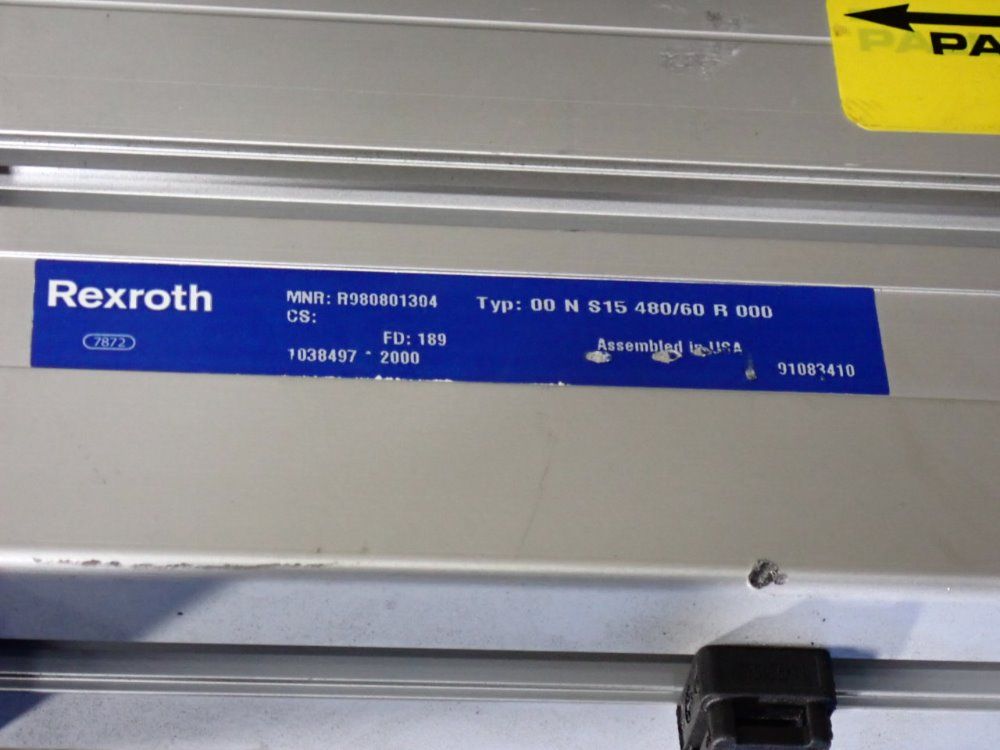 PA
Rexroth
MNR: R980801304
Typ: 00 N S15 480/60 R 000
CS:
7872
FD: 189
Assembled in USA
1038497 - 2000
91083410